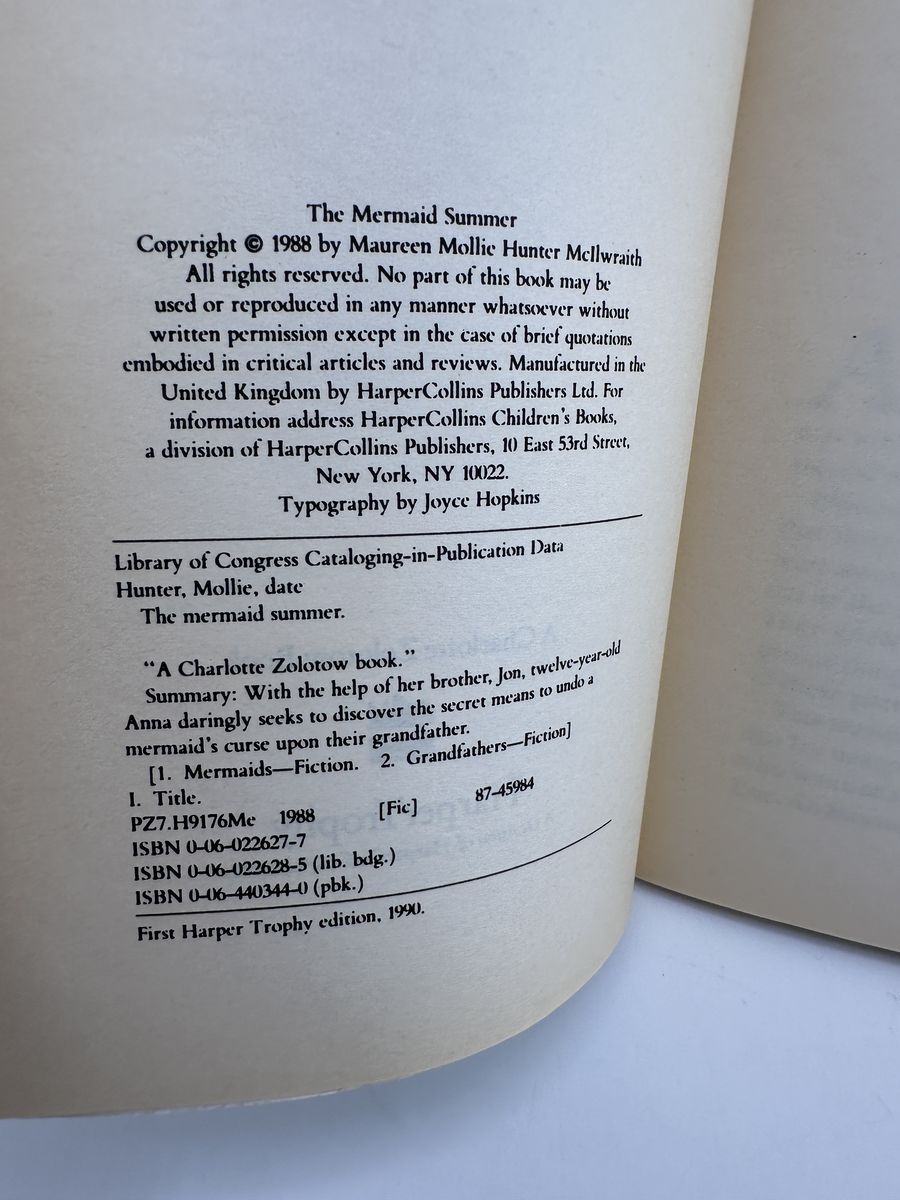 The Mermaid Summer
Copyright © 1988 by Maureen Mollie Hunter McIlwraith
All rights reserved. No part of this book may be
used or reproduced in any manner whatsoever without
written permission except in the case of brief quotations
embodied in critical articles and reviews. Manufactured in the
United Kingdom by HarperCollins Publishers Ltd. For
information address HarperCollins Children's Books,
a division of HarperCollins Publishers, 10 East 53rd Street,
New York, NY 10022.
Typography by Joyce Hopkins
Library of Congress Cataloging-in-Publication Data
Hunter, Mollie, date
The mermaid summer.
"A Charlotte Zolotow book."
Summary: With the help of her brother, Jon, twelve-year-old
Anna daringly seeks to discover the secret means to undo a
mermaid's curse upon their grandfather.
[1. Mermaids—Fiction. 2. Grandfathers—Fiction]
I. Title.
PZ7.H9176Me 1988 [Fic] 87-45984
ISBN 0-06-022627-7
ISBN 0-06-022628-5 (lib. bdg.)
ISBN 0-06-440344-0 (pbk.)
First Harper Trophy edition, 1990.